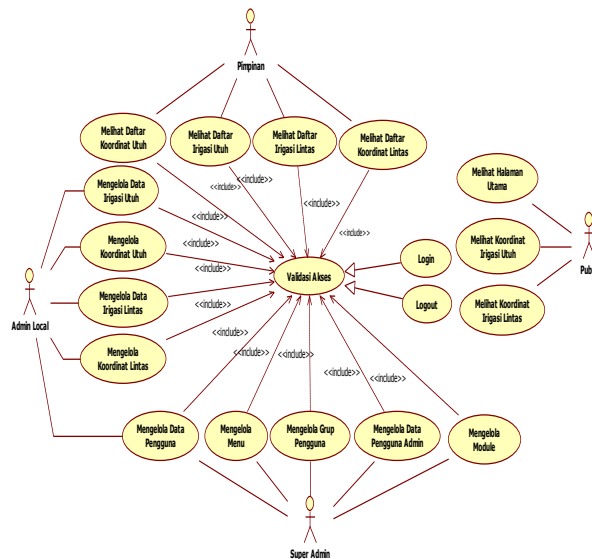 Pimpinan
Melihat Daftar
Koordinat Utuh
Melihat Daftar
Irigasi Utuh
Melihat Daftar
Irigasi Lintas
Melihat Daftar
Koordinat Lintas
Melihat Halaman
Utama
Mengelola Data
Irigasi Utuh
<<include>>
<<include>>
<<include>>
<<include>>
<<include>>
Mengelola
Koordinat Utuh
<<include>>
<<include>>
Melihat Koordinat
Irigasi Utuh
Pub
Login
Validasi Akses
<<include>>
Admin Local
Mengelola Data
Irigasi Lintas
<<include>>
Logout
Melihat Koordinat
Irigasi Lintas
Mengelola
Koordinat Lintas
<<include>>
<<include>>
<<include>>
<<include>>
<<include>>
Mengelola Data
Pengguna
Mengelola
Menu
Mengelola Grup
Pengguna
Mengelola Data
Pengguna Admin
Mengelola
Module
Super Admin